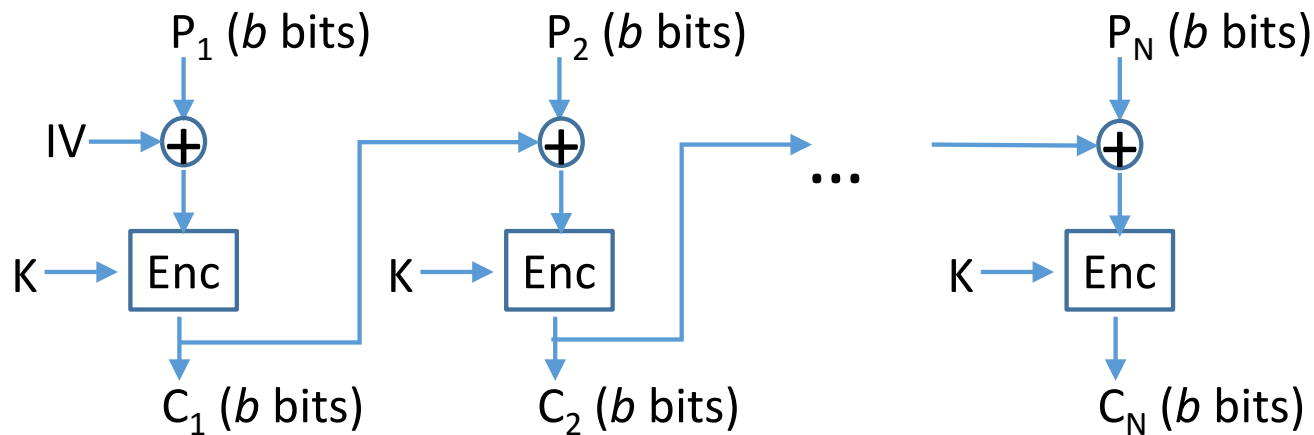 P1 (b bits) P2 (b bits) PN (b bits)
IV + + ... +
K Enc K Enc K Enc
C1 (b bits) C2 (b bits) CN (b bits)